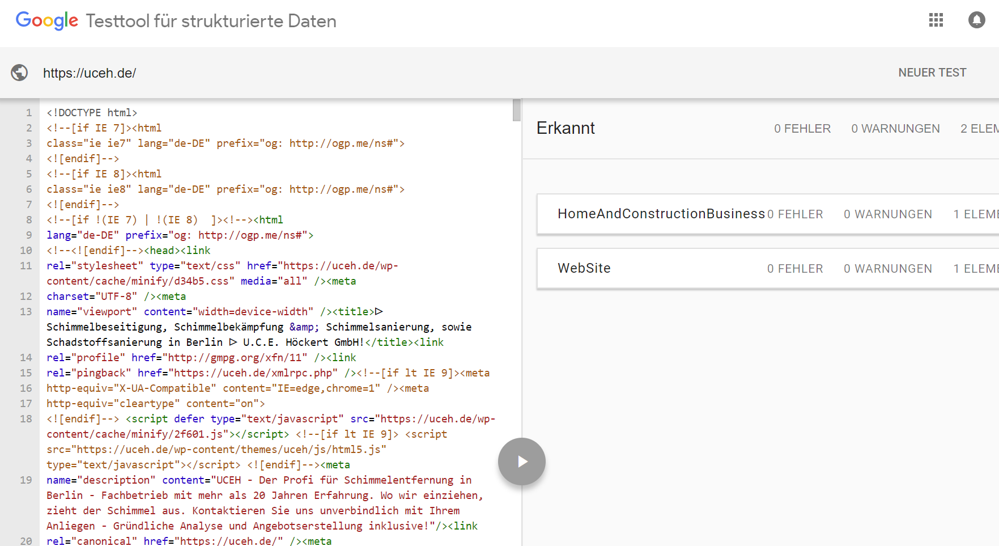 Google Testtool für strukturierte Daten
https://uceh.de/
NEUER TEST
1 <!DOCTYPE html>
2 <!--[if IE 7]><html
3 class="ie ie7" lang="de-DE" prefix="og: http://ogp.me/ns#">
4 <![endif]-->
5 <!--[if IE 8]><html
6 class="ie ie8" lang="de-DE" prefix="og: http://ogp.me/ns#">
7 <![endif]-->
8 <!--[if !(IE 7) | !(IE 8)  ]><!--><html
9 lang="de-DE" prefix="og: http://ogp.me/ns#">
10 <!--<![endif]--><head><link
11 rel="stylesheet" type="text/css" href="https://uceh.de/wp-
content/cache/minify/d34b5.css" media="all" /><meta
12 charset="UTF-8" /><meta
13 name="viewport" content="width=device-width" /><title>▷
Schimmelbeseitigung, Schimmelbekämpfung &amp; Schimmelsanierung, sowie
Schadstoffsanierung in Berlin ▷ U.C.E. Höckert GmbH!</title><link
14 rel="profile" href="http://gmpg.org/xfn/11" /><link
15 rel="pingback" href="https://uceh.de/xmlrpc.php" /><!--[if lt IE 9]><meta
16 http-equiv="X-UA-Compatible" content="IE=edge,chrome=1" /><meta
17 http-equiv="cleartype" content="on">
18 <![endif]--> <script defer type="text/javascript" src="https://uceh.de/wp-
content/cache/minify/2f601.js"></script> <!--[if lt IE 9]> <script
src="https://uceh.de/wp-content/themes/uceh/js/html5.js"
type="text/javascript"></script> <![endif]--><meta
19 name="description" content="UCEH - Der Profi für Schimmelentfernung in
Berlin - Fachbetrieb mit mehr als 20 Jahren Erfahrung. Wo wir einziehen,
zieht der Schimmel aus. Kontaktieren Sie uns unverbindlich mit Ihrem
Anliegen - Gründliche Analyse und Angebotserstellung inklusive!"/><link
20 rel="canonical" href="https://uceh.de/" /><meta
Erkannt 0 FEHLER 0 WARNUNGEN 2 ELEM
HomeAndConstructionBusiness 0 FEHLER 0 WARNUNGEN 1 ELEME
WebSite 0 FEHLER 0 WARNUNGEN 1 ELEME